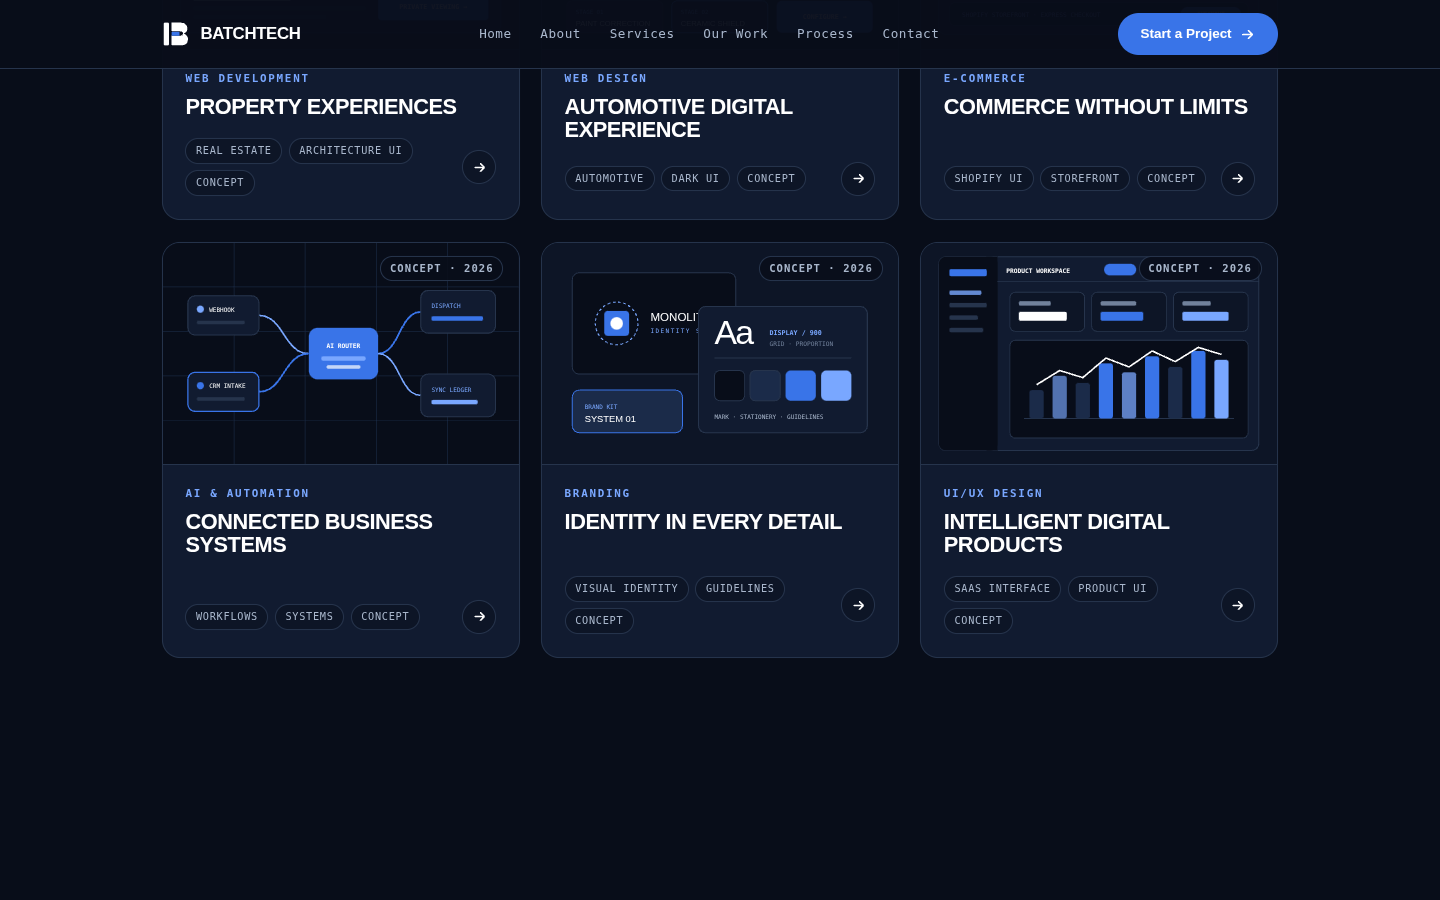 BATCHTECH
Home About Services Our Work Process Contact
Start a Project
WEB DEVELOPMENT
PROPERTY EXPERIENCES
REAL ESTATE ARCHITECTURE UI
CONCEPT
WEB DESIGN
AUTOMOTIVE DIGITAL
EXPERIENCE
AUTOMOTIVE DARK UI CONCEPT
E-COMMERCE
COMMERCE WITHOUT LIMITS
SHOPIFY UI STOREFRONT CONCEPT
CONCEPT · 2026
WEBHOOK
DISPATCH
AI ROUTER
CRM INTAKE
SYNC LEDGER
AI & AUTOMATION
CONNECTED BUSINESS
SYSTEMS
WORKFLOWS SYSTEMS CONCEPT
CONCEPT · 2026
IDENTITY
Aa
DISPLAY / 900
GRID · PROPORTION
BRAND KIT
SYSTEM 01
MARK · STATIONERY · GUIDELINES
BRANDING
IDENTITY IN EVERY DETAIL
VISUAL IDENTITY GUIDELINES
CONCEPT
PRODUCT WORKSPACE
CONCEPT · 2026
UI/UX DESIGN
INTELLIGENT DIGITAL
PRODUCTS
SAAS INTERFACE PRODUCT UI
CONCEPT